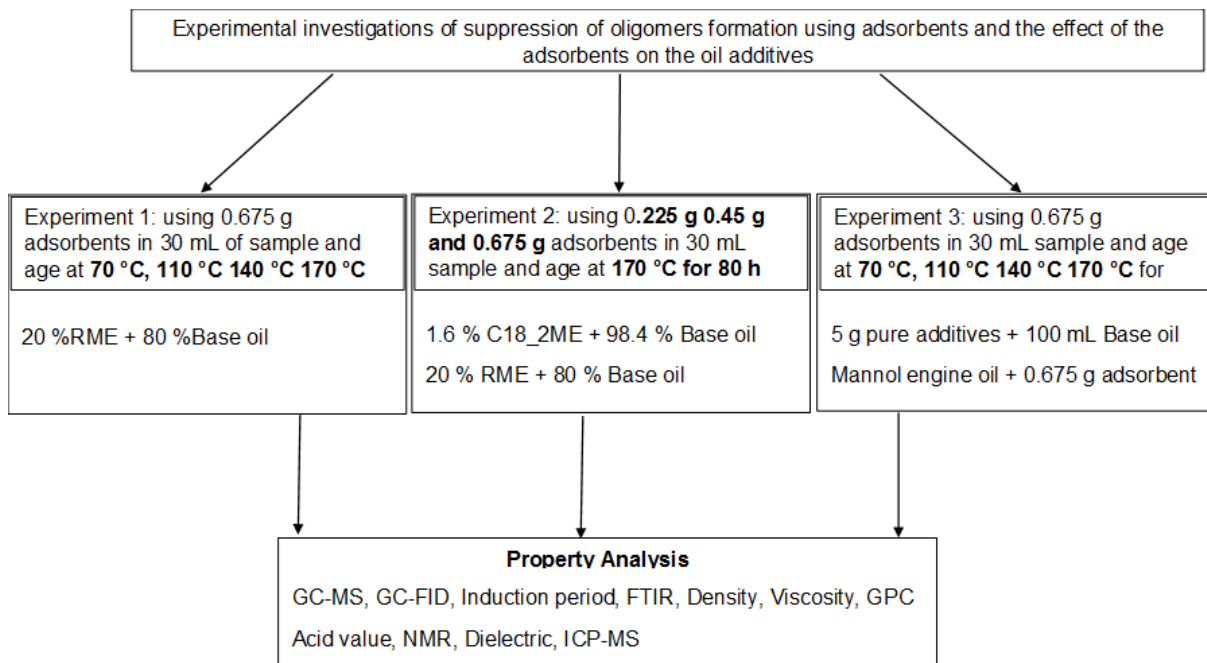 Experimental investigations of suppression of oligomers formation using adsorbents and the effect of the
adsorbents on the oil additives
Experiment 1: using 0.675 g
adsorbents in 30 mL of sample and
age at 70 °C, 110 °C 140 °C 170 °C
20 %RME + 80 %Base oil
Experiment 2: using 0.225 g 0.45 g
and 0.675 g adsorbents in 30 mL
sample and age at 170 °C for 80 h
1.6 % C18_2ME + 98.4 % Base oil
20 % RME + 80 % Base oil
Experiment 3: using 0.675 g
adsorbents in 30 mL sample and age
at 70 °C, 110 °C 140 °C 170 °C for
5 g pure additives + 100 mL Base oil
Mannol engine oil + 0.675 g adsorbent
Property Analysis
GC-MS, GC-FID, Induction period, FTIR, Density, Viscosity, GPC
Acid value, NMR, Dielectric, ICP-MS